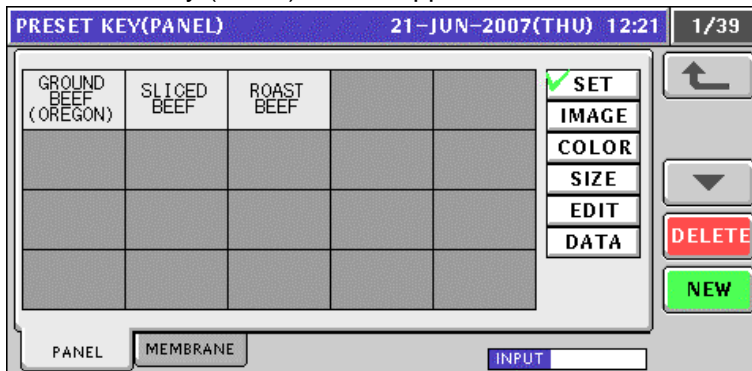 PRESET KEY(PANEL) 21-JUN-2007(THU) 12:21 1/39
GROUND
BEEF
(OREGON)
SLICED
BEEF
ROAST
BEEF
SET
IMAGE
COLOR
SIZE
EDIT
DATA
DELETE
NEW
PANEL
MEMBRANE
INPUT